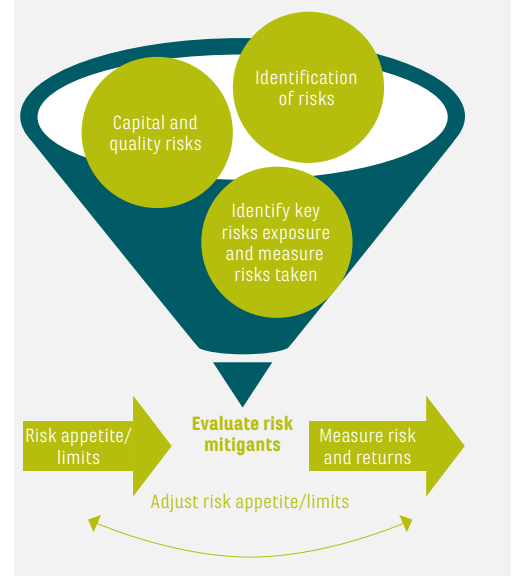 Identification
of risks
Capital and
quality risks
Identify key
risks exposure
and measure
risks taken
Risk appetite/
limits
Evaluate risk
mitigants
Measure risk
and returns
Adjust risk appetite/limits